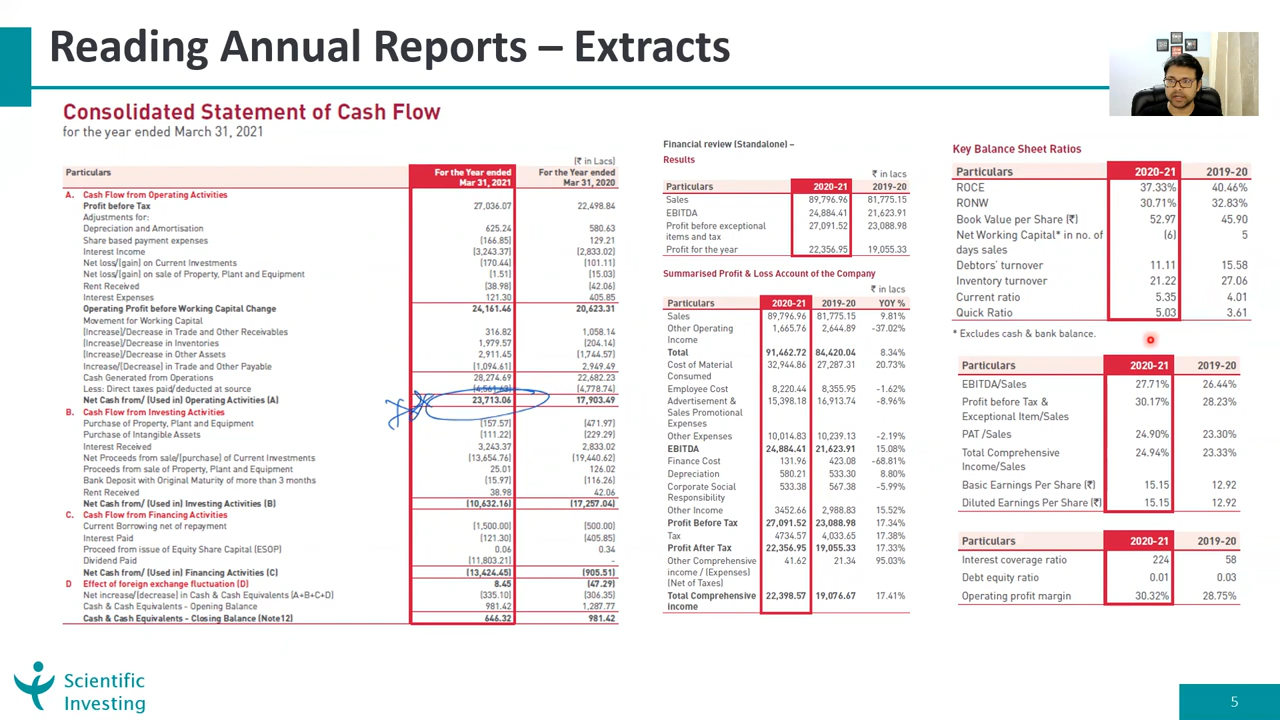 Reading Annual Reports – Extracts
Consolidated Statement of Cash Flow
for the year ended March 31, 2021
(₹ in Lacs)
Particulars For the Year ended Mar 31, 2021 For the Year ended Mar 31, 2020
A. Cash Flow from Operating Activities
Profit before Tax 27,036.07 22,498.84
Adjustments for:
Depreciation and Amortisation 625.24 580.63
Share based payment expenses (166.85) 129.21
Interest Income (3,243.37) (2,833.02)
Net loss/(gain) on Current Investments (170.44) (101.11)
Net loss/(gain) on sale of Property, Plant and Equipment (1.51) (15.03)
Rent Received (38.98) (42.06)
Interest Expenses 121.30 405.85
Operating Profit before Working Capital Change 24,161.46 20,623.31
Movement for Working Capital
(Increase)/Decrease in Trade and Other Receivables 316.82 1,058.14
(Increase)/Decrease in Inventories 1,979.57 (204.14)
(Increase)/Decrease in Other Assets 2,911.45 (1,744.57)
Increase/(Decrease) in Trade and Other Payable (1,094.61) 2,949.49
Cash Generated from Operations 28,274.69 22,682.23
Less: Direct taxes paid/deducted at source (4,561.63) (4,778.74)
Net Cash from/ (Used in) Operating Activities (A) 23,713.06 17,903.49
B. Cash Flow from Investing Activities
Purchase of Property, Plant and Equipment (157.57) (471.97)
Purchase of Intangible Assets (111.22) (229.29)
Interest Received 3,243.37 2,833.02
Net Proceeds from sale/(purchase) of Current Investments (13,654.76) (19,440.62)
Proceeds from sale of Property, Plant and Equipment 25.01 126.02
Bank Deposit with Original Maturity of more than 3 months (15.97) (116.26)
Rent Received 38.98 42.06
Net Cash from/ (Used in) Investing Activities (B) (10,632.16) (17,257.04)
C. Cash Flow from Financing Activities
Current Borrowing net of repayment (1,500.00) (500.00)
Interest Paid (121.30) (405.85)
Proceed from issue of Equity Share Capital (ESOP) 0.06 0.34
Dividend Paid (11,803.21) -
Net Cash from/ (Used in) Financing Activities (C) (13,424.45) (905.51)
D Effect of foreign exchange fluctuation (D) 8.45 (47.29)
Net increase/(decrease) in Cash & Cash Equivalents (A+B+C+D) (335.10) (306.35)
Cash & Cash Equivalents - Opening Balance 981.42 1,287.77
Cash & Cash Equivalents - Closing Balance (Note12) 646.32 981.42
Financial review (Standalone) –
Results
₹ in lacs
Particulars 2020-21 2019-20
Sales 89,796.96 81,775.15
EBITDA 24,884.41 21,623.91
Profit before exceptional items and tax 27,091.52 23,088.98
Profit for the year 22,356.95 19,055.33
Summarised Profit & Loss Account of the Company
₹ in lacs
Particulars 2020-21 2019-20 YOY %
Sales 89,796.96 81,775.15 9.81%
Other Operating Income 1,665.76 2,644.89 -37.02%
Total 91,462.72 84,420.04 8.34%
Cost of Material Consumed 32,944.86 27,287.31 20.73%
Employee Cost 8,220.44 8,355.95 -1.62%
Advertisement & Sales Promotional Expenses 15,398.18 16,913.74 -8.96%
Other Expenses 10,014.83 10,239.13 -2.19%
EBITDA 24,884.41 21,623.91 15.08%
Finance Cost 131.96 423.08 -68.81%
Depreciation 580.21 533.30 8.80%
Corporate Social Responsibility 533.38 567.38 -5.99%
Other Income 3452.66 2,988.83 15.52%
Profit Before Tax 27,091.52 23,088.98 17.34%
Tax 4734.57 4,033.65 17.38%
Profit After Tax 22,356.95 19,055.33 17.33%
Other Comprehensive income / (Expenses) (Net of Taxes) 41.62 21.34 95.03%
Total Comprehensive income 22,398.57 19,076.67 17.41%
Key Balance Sheet Ratios
Particulars 2020-21 2019-20
ROCE 37.33% 40.46%
RONW 30.71% 32.83%
Book Value per Share (₹) 52.97 45.90
Net Working Capital* in no. of days sales (6) 5
Debtors' turnover 11.11 15.58
Inventory turnover 21.22 27.06
Current ratio 5.35 4.01
Quick Ratio 5.03 3.61
* Excludes cash & bank balance.
Particulars 2020-21 2019-20
EBITDA/Sales 27.71% 26.44%
Profit before Tax & Exceptional Item/Sales 30.17% 28.23%
PAT /Sales 24.90% 23.30%
Total Comprehensive Income/Sales 24.94% 23.33%
Basic Earnings Per Share (₹) 15.15 12.92
Diluted Earnings Per Share (₹) 15.15 12.92
Particulars 2020-21 2019-20
Interest coverage ratio 224 58
Debt equity ratio 0.01 0.03
Operating profit margin 30.32% 28.75%
Scientific
Investing
5